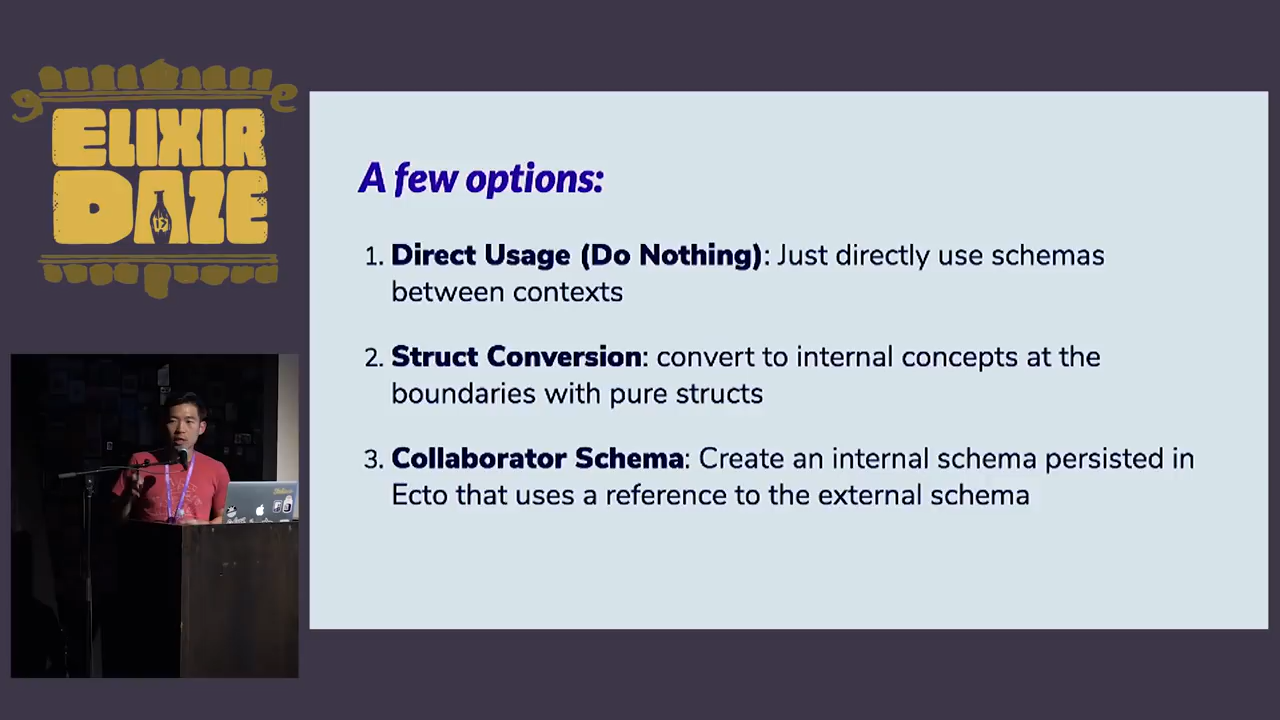 ELIXIR
DAZE
A few options:
1. Direct Usage (Do Nothing): Just directly use schemas
between contexts
2. Struct Conversion: convert to internal concepts at the
boundaries with pure structs
3. Collaborator Schema: Create an internal schema persisted in
Ecto that uses a reference to the external schema